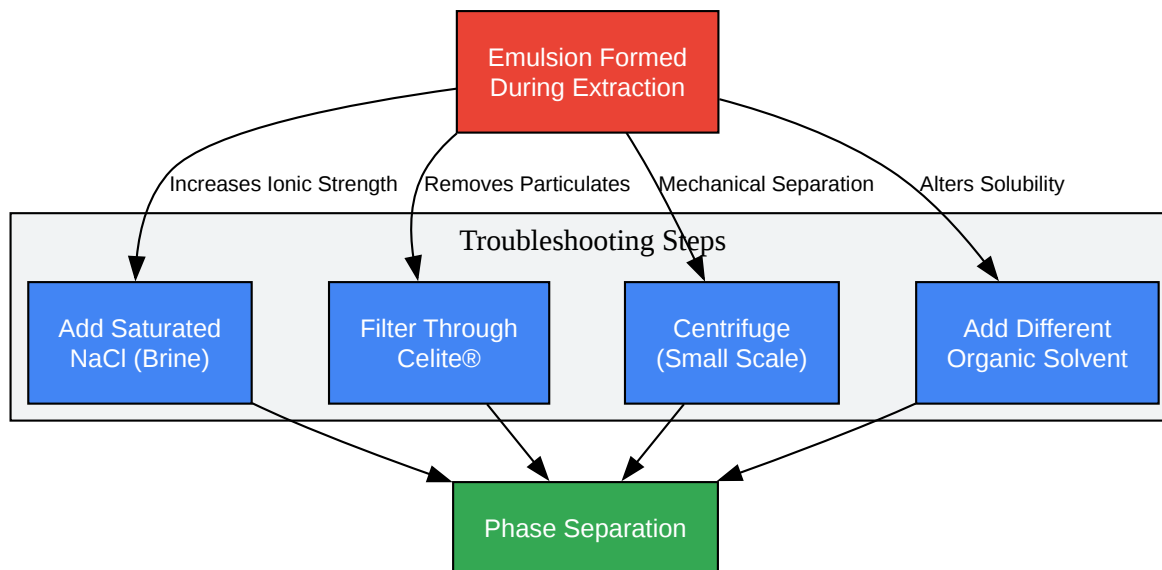 Emulsion Formed
During Extraction
Increases Ionic Strength
Removes Particulates
Mechanical Separation
Alters Solubility
Troubleshooting Steps
Add Saturated
NaCl (Brine)
Filter Through
Celite®
Centrifuge
(Small Scale)
Add Different
Organic Solvent
Phase Separation